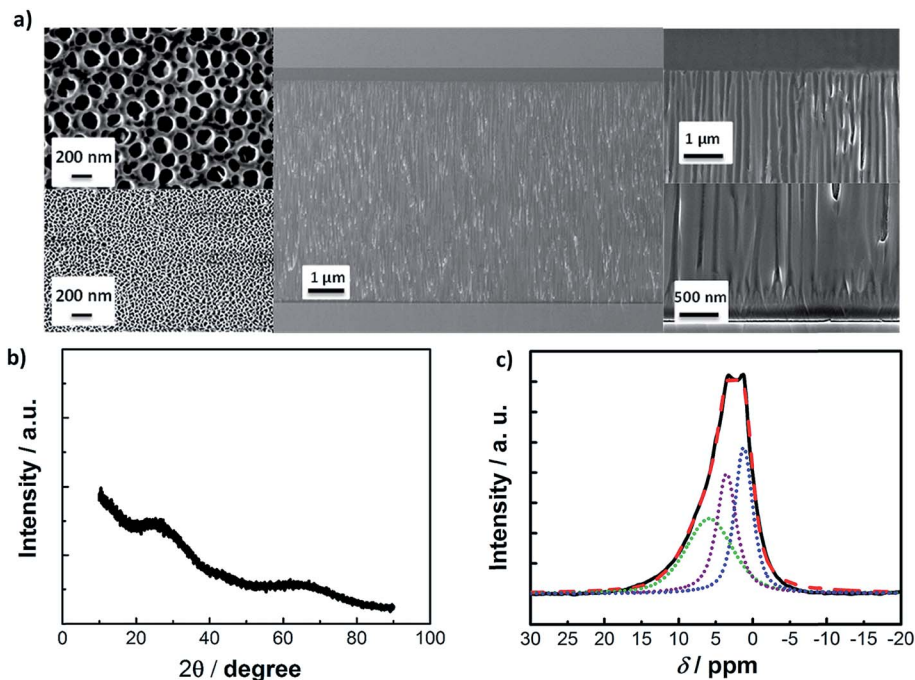 a)
200 nm
200 nm
1 µm
1 µm
500 nm
b)
Intensity / a.u.
0 20 40 60 80 100
2θ / degree
c)
Intensity / a. u.
30 25 20 15 10 5 0 -5 -10 -15 -20
δ / ppm